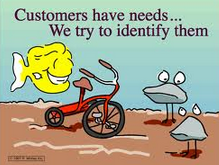 Customers have needs...
We try to identify them